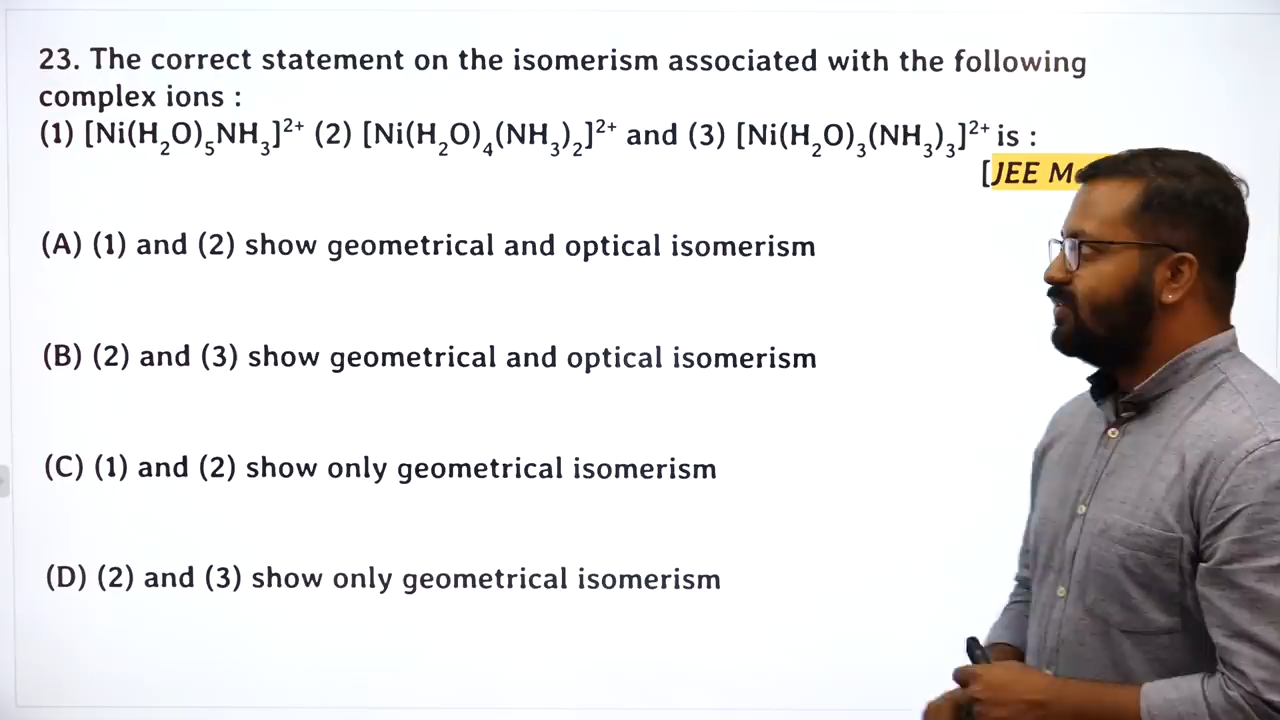 23. The correct statement on the isomerism associated with the following
complex ions :
(1) [Ni(H₂O)₅NH₃]²⁺ (2) [Ni(H₂O)₄(NH₃)₂]²⁺ and (3) [Ni(H₂O)₃(NH₃)₃]²⁺ is :
[JEE
(A) (1) and (2) show geometrical and optical isomerism
(B) (2) and (3) show geometrical and optical isomerism
(C) (1) and (2) show only geometrical isomerism
(D) (2) and (3) show only geometrical isomerism